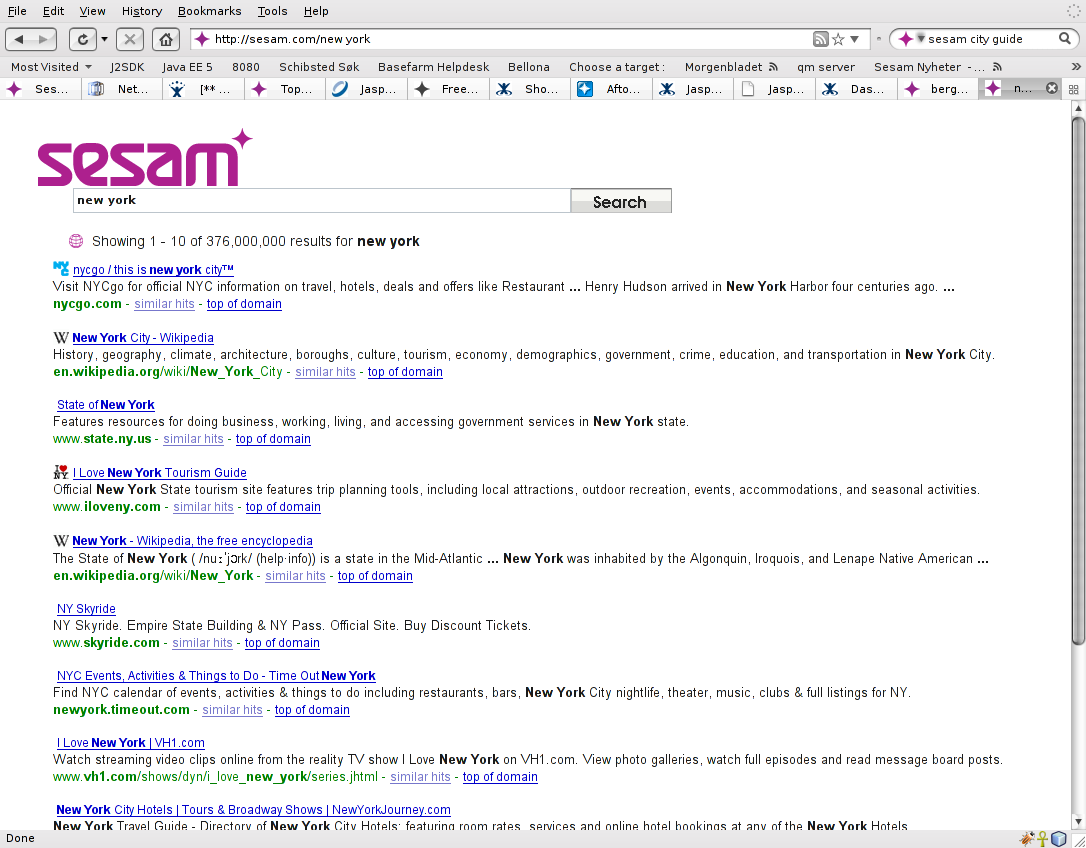 File Edit View History Bookmarks Tools Help
http://sesam.com/new york
sesam city guide
Most Visited J2SDK Java EE 5 8080 Schibsted Søk Basefarm Helpdesk Bellona Choose a target: Morgenbladet qm server Sesam Nyheter - ... »
Ses... Net... [** ... Top... Jasp... Free... Sho... Afto... Jasp... Jasp... Das... berg... n...
sesam
new york Search
Showing 1 - 10 of 376,000,000 results for new york
NYC nycgo / this is new york city™
Visit NYCgo for official NYC information on travel, hotels, deals and offers like Restaurant ... Henry Hudson arrived in New York Harbor four centuries ago. ...
nycgo.com - similar hits - top of domain
W New York City - Wikipedia
History, geography, climate, architecture, boroughs, culture, tourism, economy, demographics, government, crime, education, and transportation in New York City.
en.wikipedia.org/wiki/New_York_City - similar hits - top of domain
State of New York
Features resources for doing business, working, living, and accessing government services in New York state.
www.state.ny.us - similar hits - top of domain
I♥NY I Love New York Tourism Guide
Official New York State tourism site features trip planning tools, including local attractions, outdoor recreation, events, accommodations, and seasonal activities.
www.iloveny.com - similar hits - top of domain
W New York - Wikipedia, the free encyclopedia
The State of New York ( /nuːˈjɔrk/ (help·info)) is a state in the Mid-Atlantic ... New York was inhabited by the Algonquin, Iroquois, and Lenape Native American ...
en.wikipedia.org/wiki/New_York - similar hits - top of domain
NY Skyride
NY Skyride. Empire State Building & NY Pass. Official Site. Buy Discount Tickets.
www.skyride.com - similar hits - top of domain
NYC Events, Activities & Things to Do - Time Out New York
Find NYC calendar of events, activities & things to do including restaurants, bars, New York City nightlife, theater, music, clubs & full listings for NY.
newyork.timeout.com - similar hits - top of domain
I Love New York | VH1.com
Watch streaming video clips online from the reality TV show I Love New York on VH1.com. View photo galleries, watch full episodes and read message board posts.
www.vh1.com/shows/dyn/i_love_new_york/series.jhtml - similar hits - top of domain
New York City Hotels | Tours & Broadway Shows | NewYorkJourney.com
New York Travel Guide - Directory of New York City Hotels; featuring room rates, services and online hotel bookings at any of the New York Hotels
Done